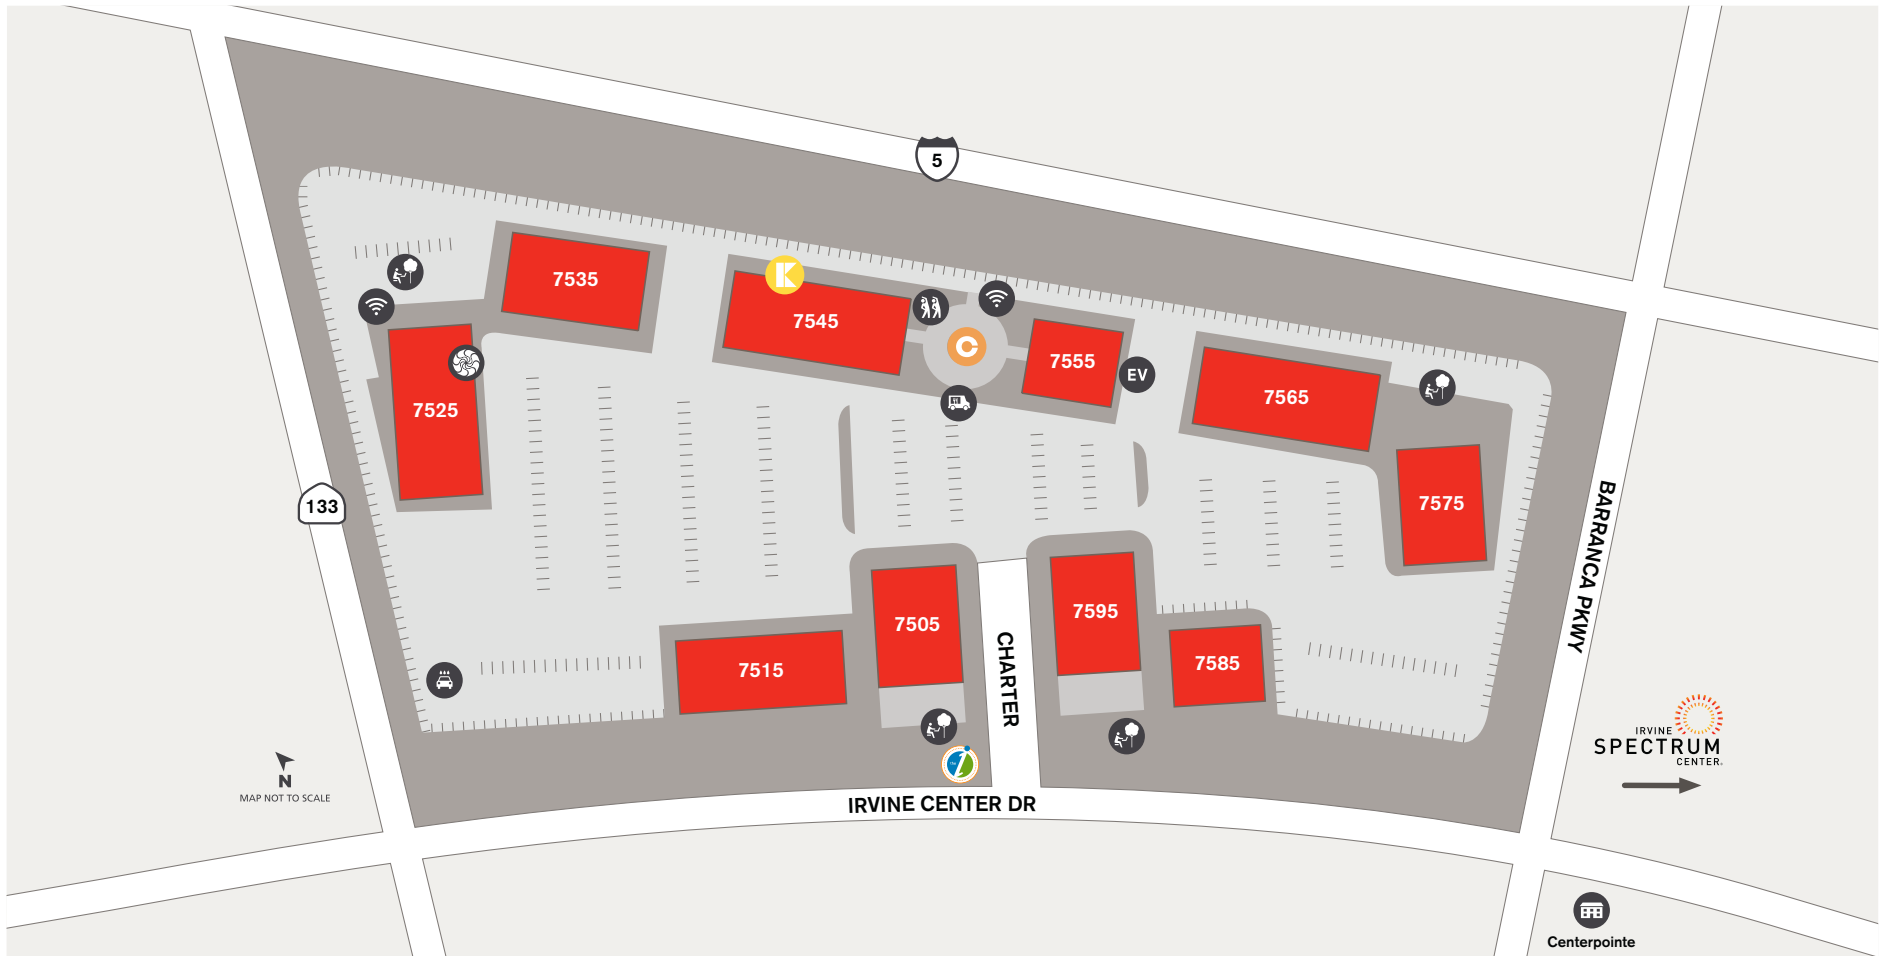 5
7535
K
7545
C
7555
EV
7565
7525
7575
133
BARRANCA PKWY
7505
7595
7515
7585
CHARTER
IRVINE
SPECTRUM
CENTER®
N
MAP NOT TO SCALE
i
IRVINE CENTER DR
Centerpointe